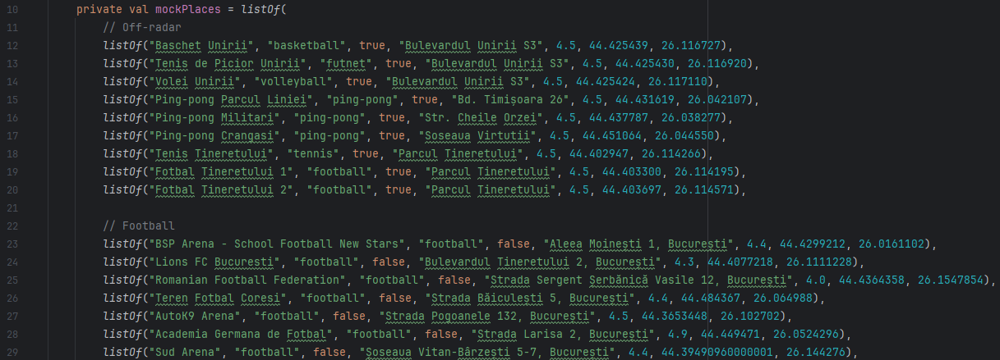 10 private val mockPlaces = listOf(
11 // Off-radar
12 listOf("Baschet Unirii", "basketball", true, "Bulevardul Unirii S3", 4.5, 44.425439, 26.116727),
13 listOf("Tenis de Picior Unirii", "futnet", true, "Bulevardul Unirii S3", 4.5, 44.425430, 26.116920),
14 listOf("Volei Unirii", "volleyball", true, "Bulevardul Unirii S3", 4.5, 44.425424, 26.117110),
15 listOf("Ping-pong Parcul Liniei", "ping-pong", true, "Bd. Timișoara 26", 4.5, 44.431619, 26.042107),
16 listOf("Ping-pong Militari", "ping-pong", true, "Str. Cheile Orzei", 4.5, 44.437787, 26.038277),
17 listOf("Ping-pong Crangasi", "ping-pong", true, "Soseaua Virtutii", 4.5, 44.451064, 26.044550),
18 listOf("Tenis Tineretului", "tennis", true, "Parcul Tineretului", 4.5, 44.402947, 26.114266),
19 listOf("Fotbal Tineretului 1", "football", true, "Parcul Tineretului", 4.5, 44.403300, 26.114195),
20 listOf("Fotbal Tineretului 2", "football", true, "Parcul Tineretului", 4.5, 44.403697, 26.114571),
21
22 // Football
23 listOf("BSP Arena - School Football New Stars", "football", false, "Aleea Moinești 1, București", 4.4, 44.4299212, 26.0161102),
24 listOf("Lions FC București", "football", false, "Bulevardul Tineretului 2, București", 4.3, 44.4077218, 26.1111228),
25 listOf("Romanian Football Federation", "football", false, "Strada Sergent Șerbănică Vasile 12, București", 4.0, 44.4364358, 26.1547854),
26 listOf("Teren Fotbal Coresi", "football", false, "Strada Băiculești 5, București", 4.4, 44.484367, 26.064988),
27 listOf("AutoK9 Arena", "football", false, "Strada Pogoanele 132, București", 4.5, 44.3653448, 26.102702),
28 listOf("Academia Germana de Fotbal", "football", false, "Strada Larisa 2, București", 4.9, 44.449471, 26.0524296),
29 listOf("Sud Arena", "football", false, "Șoseaua Vitan-Bârzești 5-7, București", 4.4, 44.39490960000001, 26.144276),